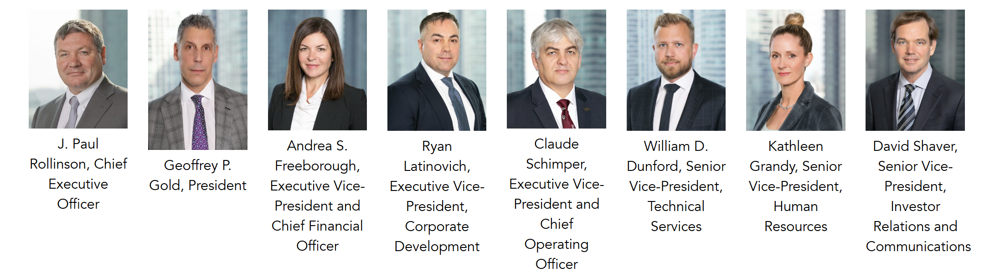 J. Paul
Rollinson, Chief
Executive
Officer
Geoffrey P.
Gold, President
Andrea S.
Freeborough,
Executive Vice-
President and
Chief Financial
Officer
Ryan
Latinovich,
Executive Vice-
President,
Corporate
Development
Claude
Schimper,
Executive Vice-
President and
Chief
Operating
Officer
William D.
Dunford, Senior
Vice-President,
Technical
Services
Kathleen
Grandy, Senior
Vice-President,
Human
Resources
David Shaver,
Senior Vice-
President,
Investor
Relations and
Communications